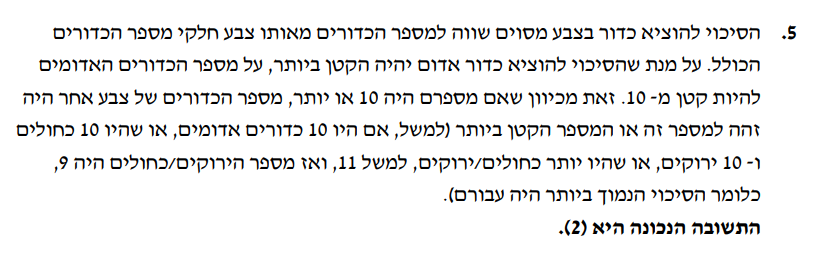 5. הסיכוי להוציא כדור בצבע מסוים שווה למספר הכדורים מאותו צבע חלקי מספר הכדורים
הכולל. על מנת שהסיכוי להוציא כדור אדום יהיה הקטן ביותר, על מספר הכדורים האדומים
להיות קטן מ- 10. זאת מכיוון שאם מספרם היה 10 או יותר, מספר הכדורים של צבע אחר היה
זהה למספר זה או המספר הקטן ביותר (למשל, אם היו 10 כדורים אדומים, או שהיו 10 כחולים
ו- 10 ירוקים, או שהיו יותר כחולים/ירוקים, למשל 11, ואז מספר הירוקים/כחולים היה 9,
כלומר הסיכוי הנמוך ביותר היה עבורם).
התשובה הנכונה היא (2).